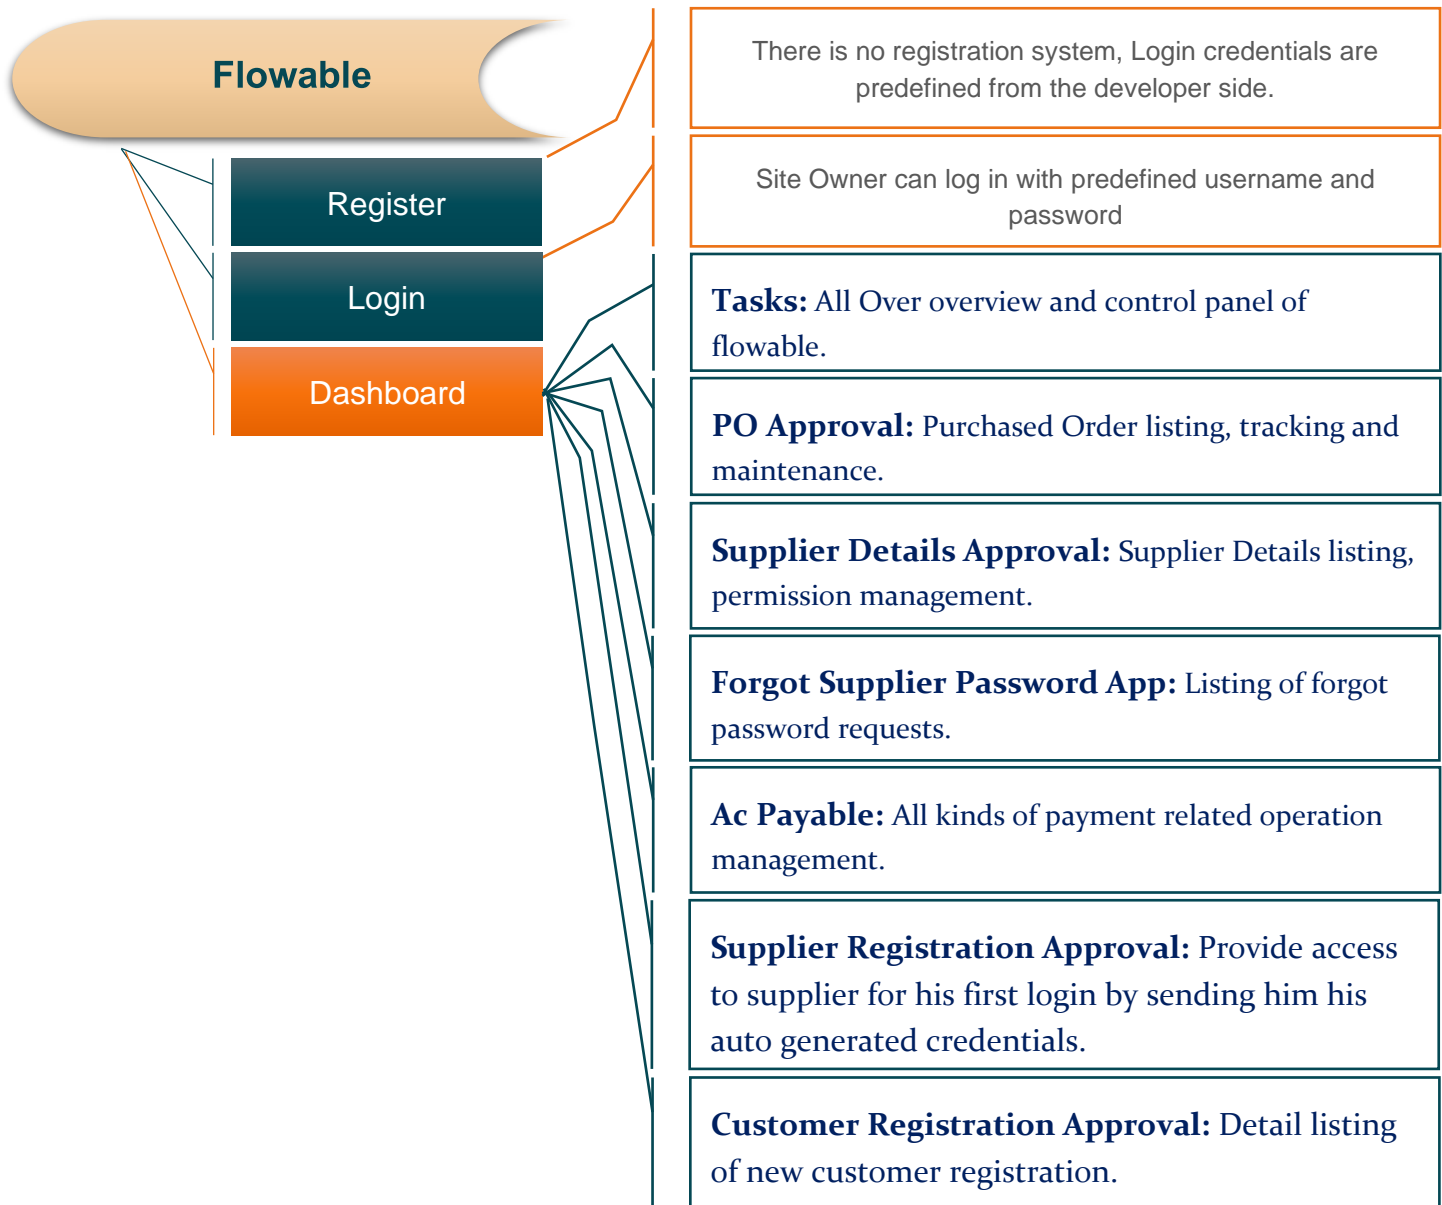 Flowable
Register
Login
Dashboard
There is no registration system, Login credentials are
predefined from the developer side.
Site Owner can log in with predefined username and
password
Tasks: All Over overview and control panel of
flowable.
PO Approval: Purchased Order listing, tracking and
maintenance.
Supplier Details Approval: Supplier Details listing,
permission management.
Forgot Supplier Password App: Listing of forgot
password requests.
Ac Payable: All kinds of payment related operation
management.
Supplier Registration Approval: Provide access
to supplier for his first login by sending him his
auto generated credentials.
Customer Registration Approval: Detail listing
of new customer registration.